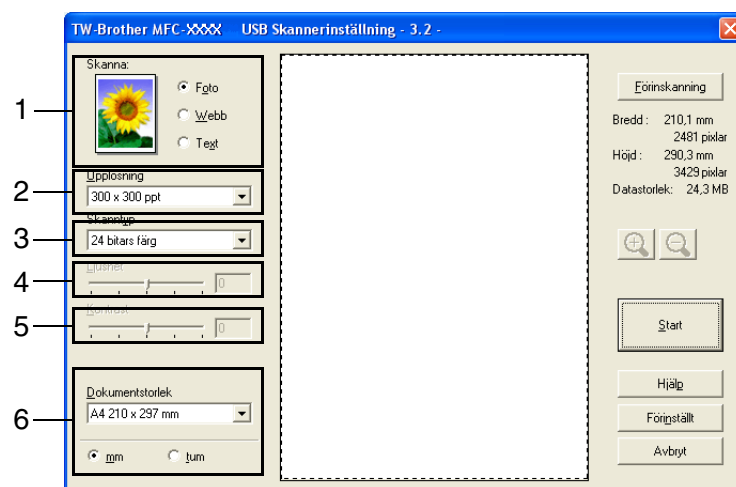 TW-Brother MFC-XXXX USB Skannerinställning - 3.2 -
Skanna:
Foto
Webb
Text
1
Upplösning
300 x 300 ppt
2
Skanntyp
24 bitars färg
3
Ljushet
0
4
Kontrast
0
5
Dokumentstorlek
A4 210 x 297 mm
6
mm tum
Förinskanning
Bredd : 210,1 mm
2481 pixlar
Höjd : 290,3 mm
3429 pixlar
Datastorlek: 24,3 MB
Start
Hjälp
Förinställt
Avbryt